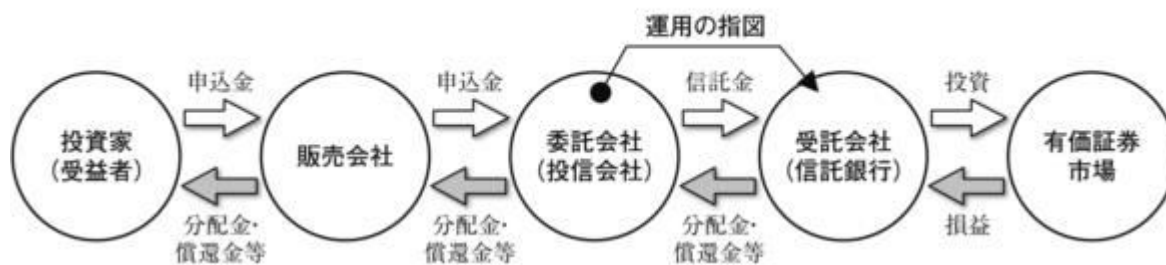 運用の指図
申込金
申込金
信託金
投資
投資家
（受益者）
販売会社
委託会社
（投信会社）
受託会社
（信託銀行）
有価証券
市場
分配金・
償還金等
分配金・
償還金等
分配金・
償還金等
損益